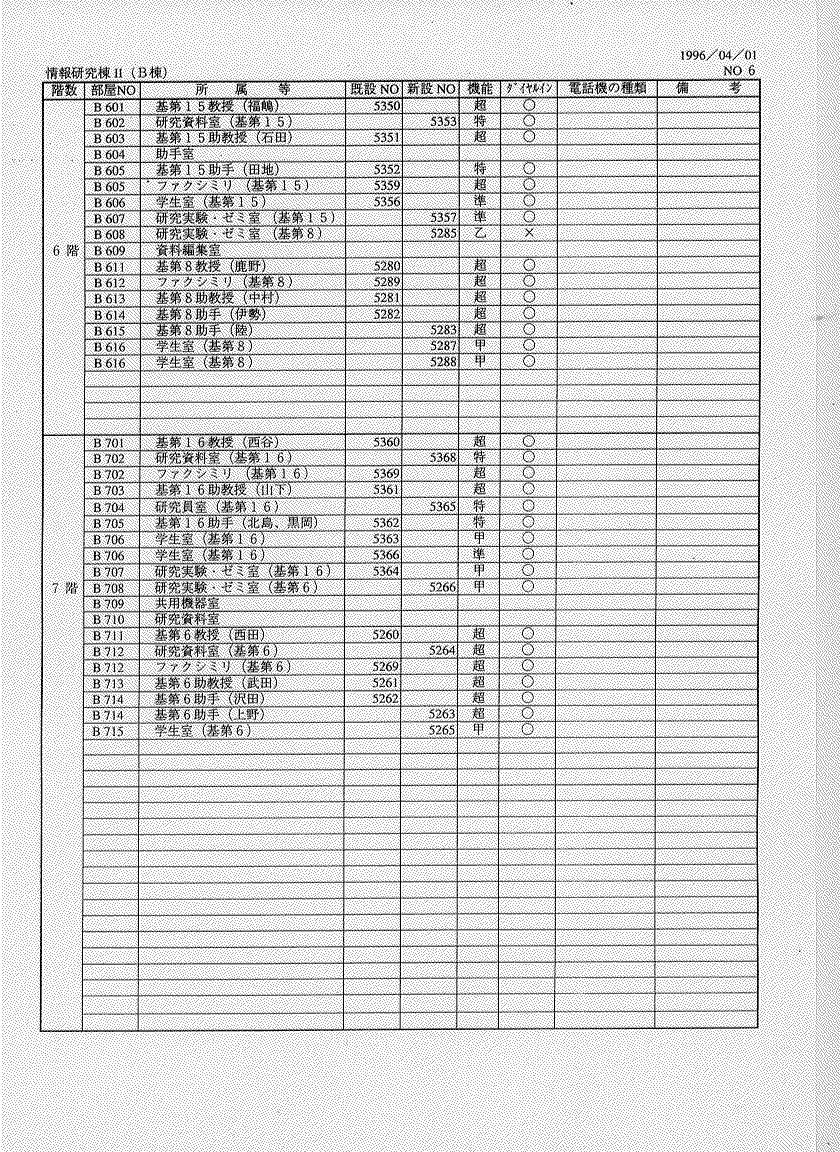 1996／04／01
情報研究棟II（B棟） NO 6
階数 部屋NO 所 属 等 既設NO 新設NO 機能 ﾀﾞｲﾔﾙｲﾝ 電話機の種類 備 考
6 階
B 601 基第１５教授（福嶋） 5350 超 ○
B 602 研究資料室（基第１５） 5353 特 ○
B 603 基第１５助教授（石田） 5351 超 ○
B 604 助手室
B 605 基第１５助手（田地） 5352 特 ○
B 605 ファクシミリ（基第１５） 5359 超 ○
B 606 学生室（基第１５） 5356 準 ○
B 607 研究実験・ゼミ室（基第１５） 5357 準 ○
B 608 研究実験・ゼミ室（基第８） 5285 乙 ×
B 609 資料編集室
B 611 基第８教授（鹿野） 5280 超 ○
B 612 ファクシミリ（基第８） 5289 超 ○
B 613 基第８助教授（中村） 5281 超 ○
B 614 基第８助手（伊勢） 5282 超 ○
B 615 基第８助手（陸） 5283 超 ○
B 616 学生室（基第８） 5287 甲 ○
B 616 学生室（基第８） 5288 甲 ○
7 階
B 701 基第１６教授（西谷） 5360 超 ○
B 702 研究資料室（基第１６） 5368 特 ○
B 702 ファクシミリ（基第１６） 5369 超 ○
B 703 基第１６助教授（山下） 5361 超 ○
B 704 研究員室（基第１６） 5365 特 ○
B 705 基第１６助手（北島、黒岡） 5362 特 ○
B 706 学生室（基第１６） 5363 甲 ○
B 706 学生室（基第１６） 5366 準 ○
B 707 研究実験・ゼミ室（基第１６） 5364 甲 ○
B 708 研究実験・ゼミ室（基第６） 5266 甲 ○
B 709 共用機器室
B 710 研究資料室
B 711 基第６教授（西田） 5260 超 ○
B 712 研究資料室（基第６） 5264 超 ○
B 712 ファクシミリ（基第６） 5269 超 ○
B 713 基第６助教授（武田） 5261 超 ○
B 714 基第６助手（沢田） 5262 超 ○
B 714 基第６助手（上野） 5263 超 ○
B 715 学生室（基第６） 5265 甲 ○